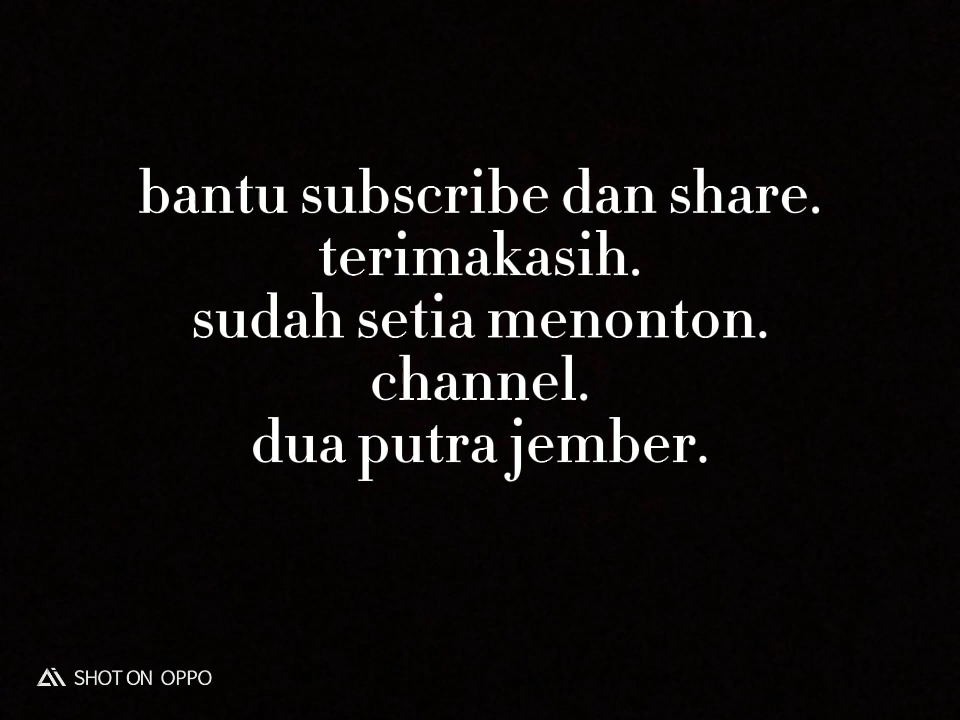 bantu subscribe dan share.
terimakasih.
sudah setia menonton.
channel.
dua putra jember.
SHOT ON OPPO